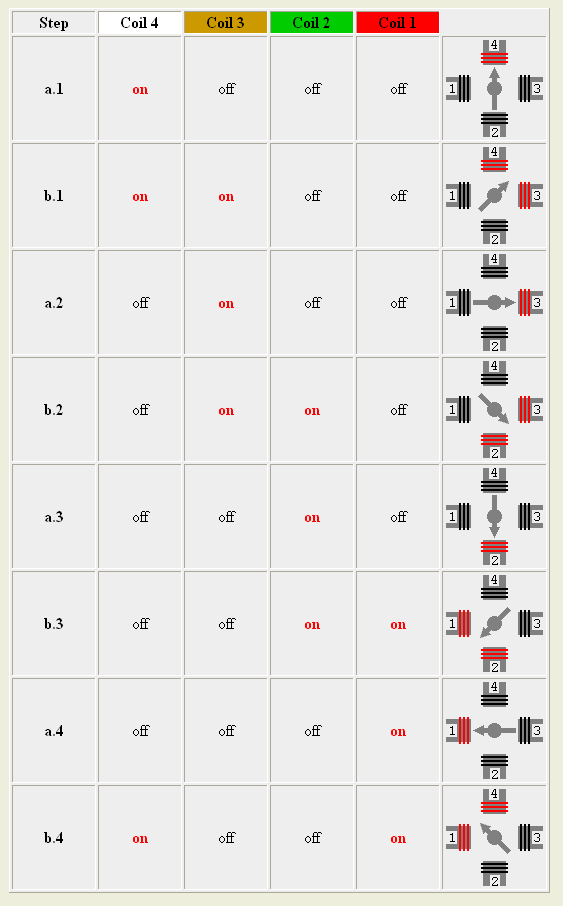 Step Coil 4 Coil 3 Coil 2 Coil 1
4
a.1 on off off off 1 3
2
4
b.1 on on off off 1 3
2
4
a.2 off on off off 1 3
2
4
b.2 off on on off 1 3
2
4
a.3 off off on off 1 3
2
4
b.3 off off on on 1 3
2
4
a.4 off off off on 1 3
2
4
b.4 on off off on 1 3
2